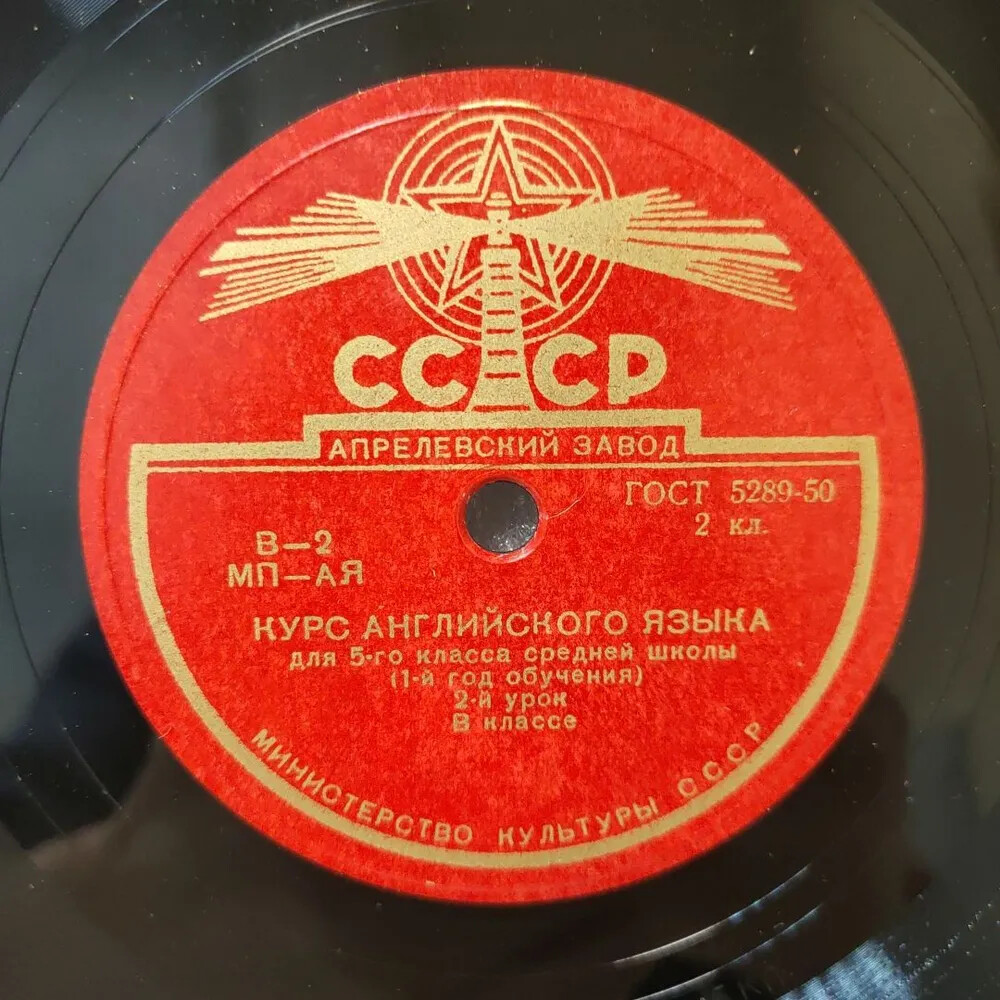 СССР
АПРЕЛЕВСКИЙ ЗАВОД
ГОСТ 5289-50
2 кл.
В–2
МП–АЯ
КУРС АНГЛИЙСКОГО ЯЗЫКА
для 5-го класса средней школы
(1-й год обучения)
2-й урок
В классе
МИНИСТЕРСТВО КУЛЬТУРЫ СССР